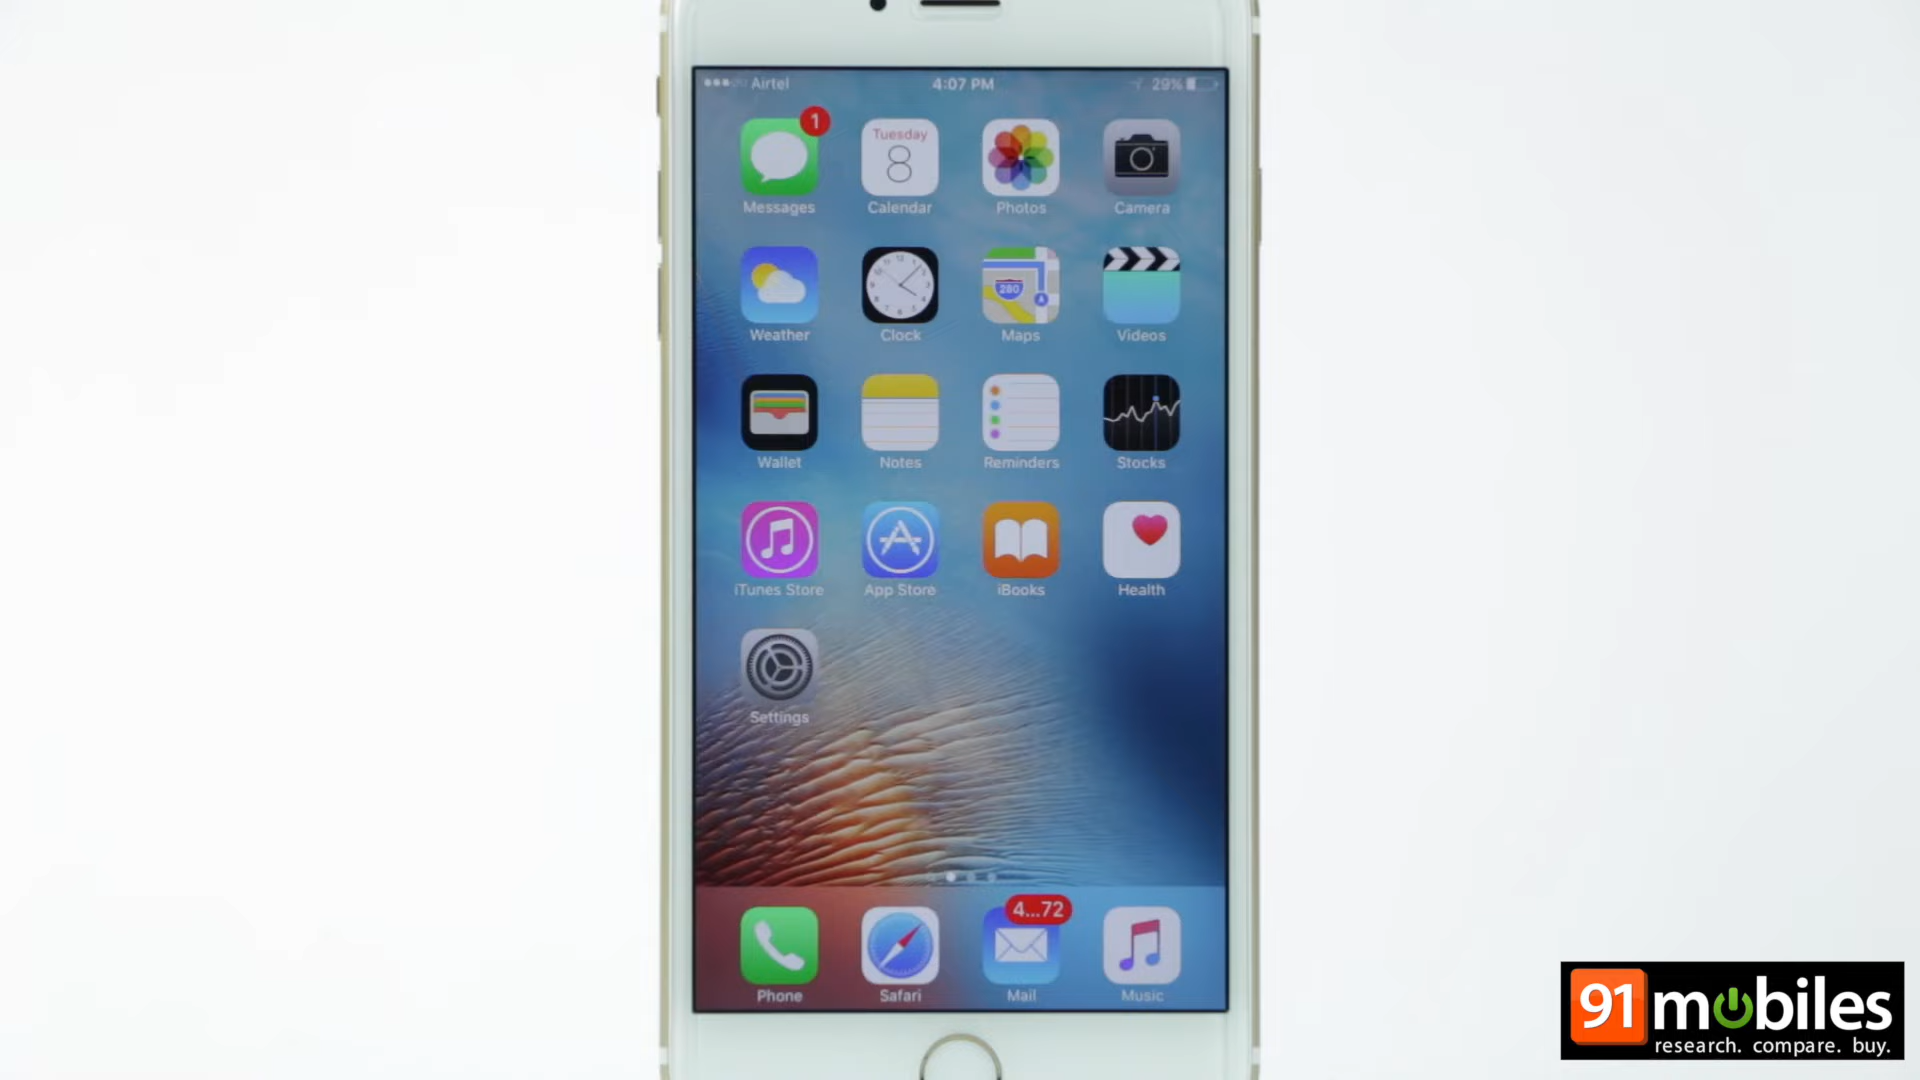 Airtel 4:07 PM 29%
1
Tuesday
8
Messages Calendar Photos Camera
280
Weather Clock Maps Videos
Wallet Notes Reminders Stocks
iTunes Store App Store iBooks Health
Settings
4...72
Phone Safari Mail Music
91mobiles
research. compare. buy.